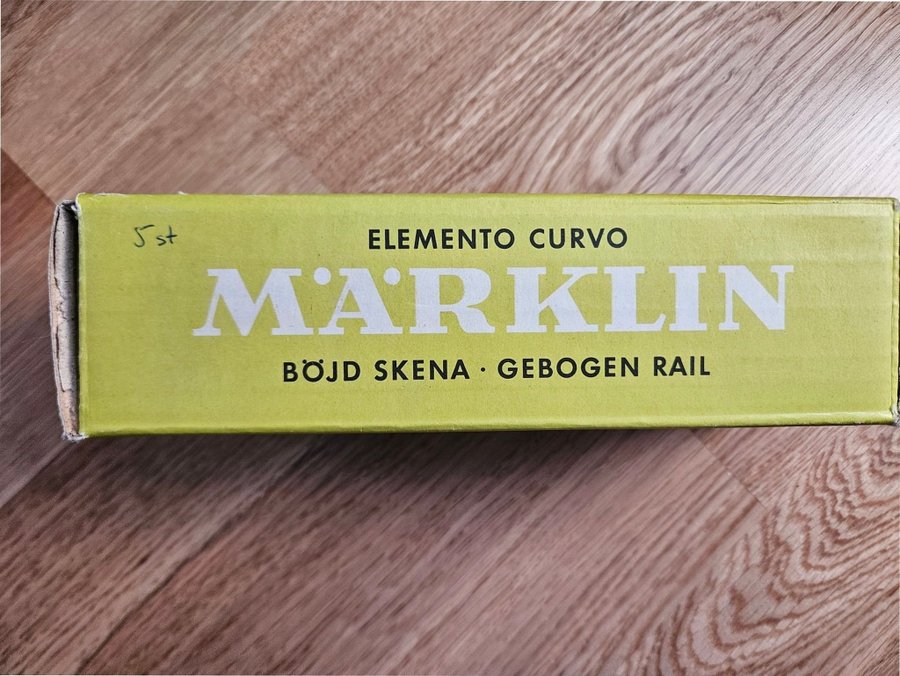 5 st
ELEMENTO CURVO
MÄRKLIN
BÖJD SKENA · GEBOGEN RAIL